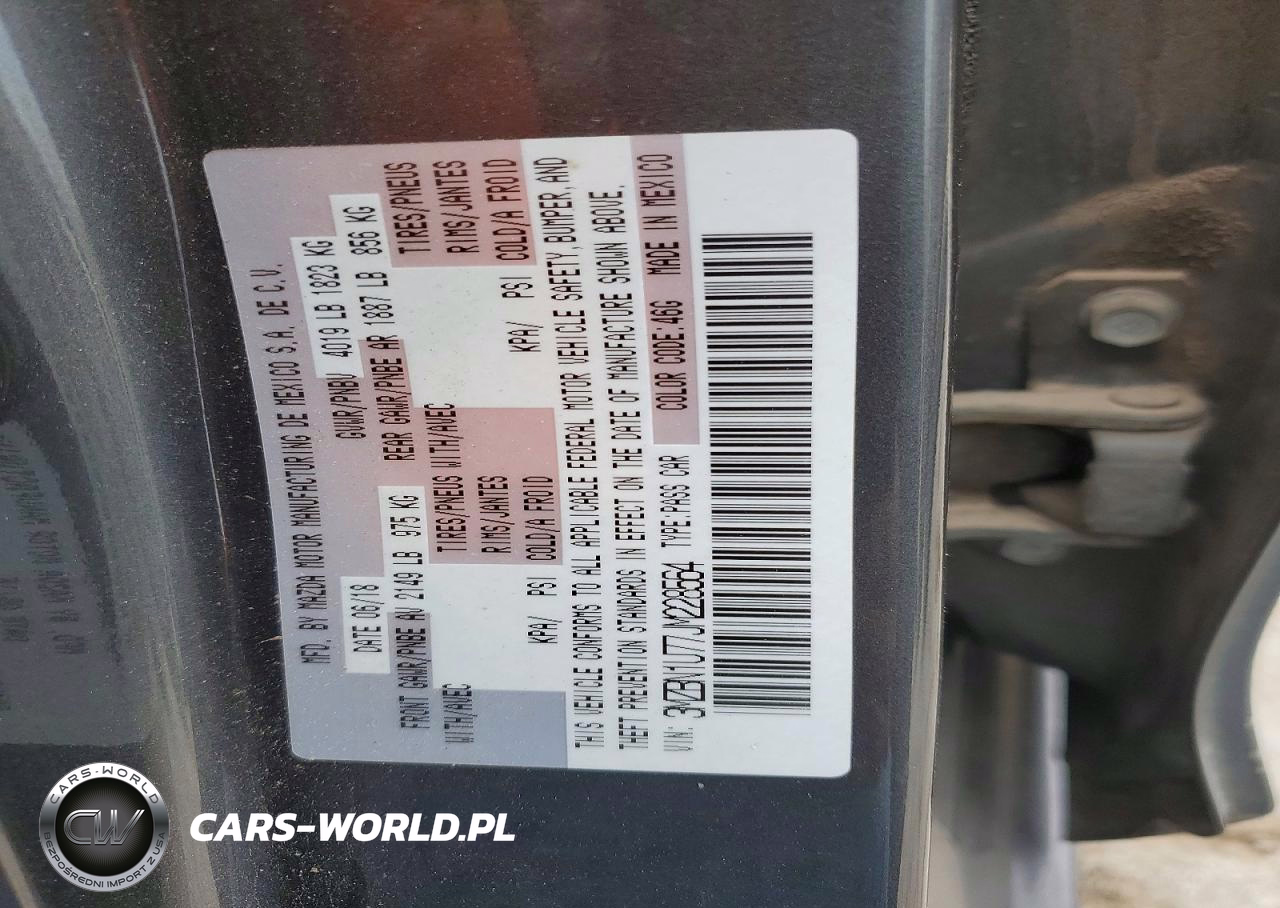 MFD. BY MAZDA MOTOR MANUFACTURING DE MEXICO S.A. DE C.V.
DATE 06/18 GVWR/PNBV 4019 LB 1823 KG
FRONT GAWR/PNBE AV 2149 LB 975 KG REAR GAWR/PNBE AR 1887 LB 856 KG
WITH/AVEC TIRES/PNEUS WITH/AVEC TIRES/PNEUS
RIMS/JANTES RIMS/JANTES
KPA/ PSI COLD/A FROID KPA/ PSI COLD/A FROID
THIS VEHICLE CONFORMS TO ALL APPLICABLE FEDERAL MOTOR VEHICLE SAFETY, BUMPER, AND
THEFT PREVENTION STANDARDS IN EFFECT ON THE DATE OF MANUFACTURE SHOWN ABOVE.
VIN: 3MZBN1U77JM228564 TYPE:PASS CAR COLOR CODE:46G MADE IN MEXICO
CARS-WORLD
CW
BEZPOŚREDNI IMPORT Z USA
CARS-WORLD.PL